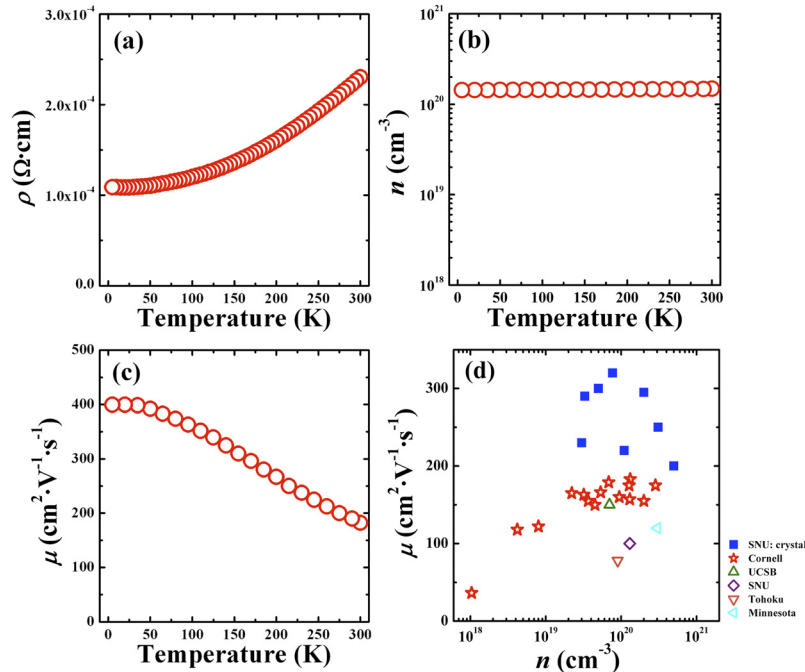 (a)
3.0x10⁻⁴
2.0x10⁻⁴
1.0x10⁻⁴
0.0
ρ (Ω·cm)
0 50 100 150 200 250 300
Temperature (K)
(b)
10²¹
10²⁰
10¹⁹
10¹⁸
n (cm⁻³)
0 50 100 150 200 250 300
Temperature (K)
(c)
500
400
300
200
100
0
μ (cm²·V⁻¹·s⁻¹)
0 50 100 150 200 250 300
Temperature (K)
(d)
300
200
100
0
μ (cm²·V⁻¹·s⁻¹)
10¹⁸ 10¹⁹ 10²⁰ 10²¹
n (cm⁻³)
SNU: crystal
Cornell
UCSB
SNU
Tohoku
Minnesota